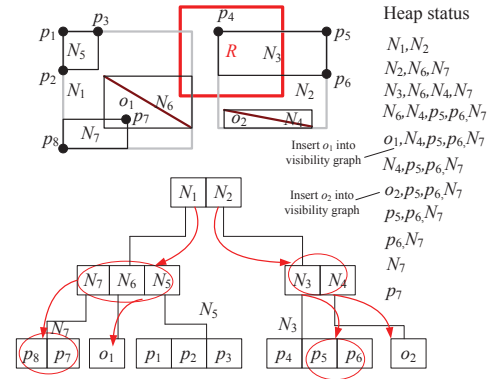 p1 p3 p4 Heap status
N5 R N3 p5
p2 N1 N6 p6
o1 N2
p7 o2 N4
p8 N7
N1,N2
N2,N6,N7
N3,N6,N4,N7
N6,N4,p5,p6,N7
Insert o1 into
visibility graph
o1,N4,p5,p6,N7
N4,p5,p6,N7
Insert o2 into
visibility graph
o2,p5,p6,N7
p5,p6,N7
p6,N7
N7
p7
N1 N2
N7 N6 N5 N3 N4
N7 N5 N3
p8 p7 o1 p1 p2 p3 p4 p5 p6 o2